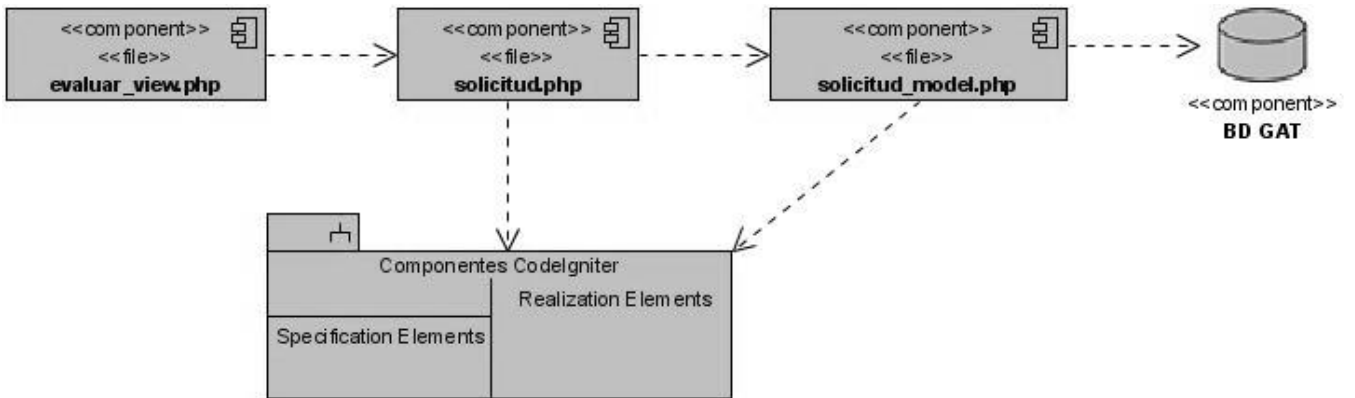 <<component>>
<<file>>
evaluar_view.php
<<component>>
<<file>>
solicitud.php
<<component>>
<<file>>
solicitud_model.php
<<component>>
BD GAT
Componentes CodeIgniter
Realization Elements
Specification Elements